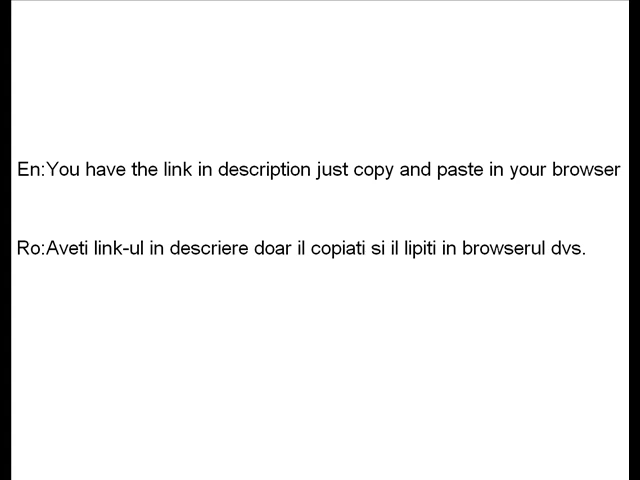 En:You have the link in description just copy and paste in your browser
Ro:Aveti link-ul in descriere doar il copiati si il lipiti in browserul dvs.